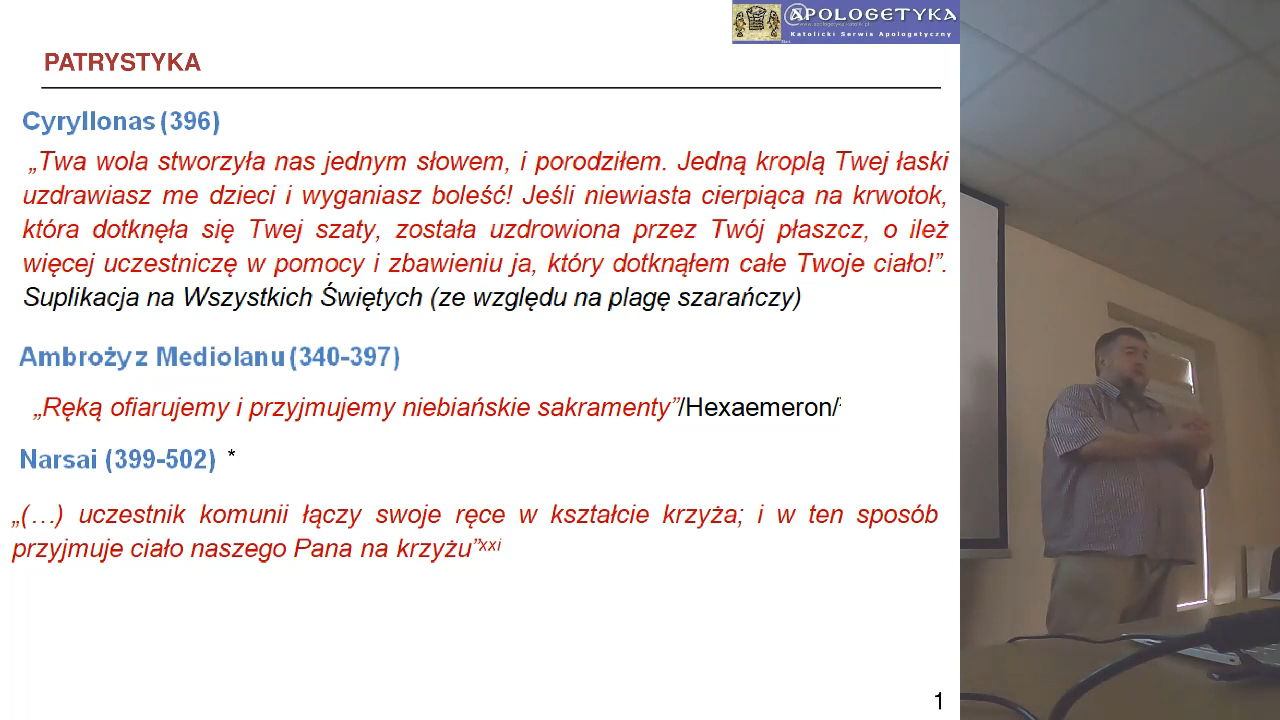 @APOLOGETYKA
www.apologetyka.katolik.pl
Katolicki Serwis Apologetyczny
PATRYSTYKA
Cyryllonas (396)
„Twa wola stworzyła nas jednym słowem, i porodziłem. Jedną kroplą Twej łaski
uzdrawiasz me dzieci i wyganiasz boleść! Jeśli niewiasta cierpiąca na krwotok,
która dotknęła się Twej szaty, została uzdrowiona przez Twój płaszcz, o ileż
więcej uczestniczę w pomocy i zbawieniu ja, który dotknąłem całe Twoje ciało!”.
Suplikacja na Wszystkich Świętych (ze względu na plagę szarańczy)
Ambroży z Mediolanu (340-397)
„Ręką ofiarujemy i przyjmujemy niebiańskie sakramenty”/Hexaemeron/
Narsai (399-502) *
„(…) uczestnik komunii łączy swoje ręce w kształcie krzyża; i w ten sposób
przyjmuje ciało naszego Pana na krzyżu”xxi
1